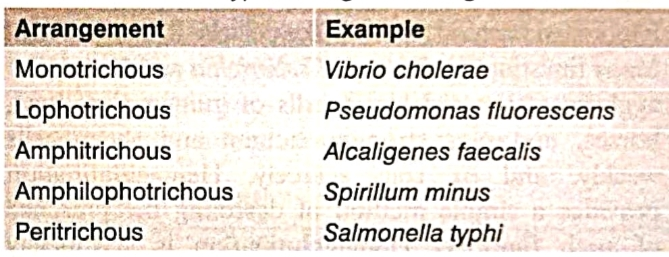 Arrangement Example
Monotrichous Vibrio cholerae
Lophotrichous Pseudomonas fluorescens
Amphitrichous Alcaligenes faecalis
Amphilophotrichous Spirillum minus
Peritrichous Salmonella typhi